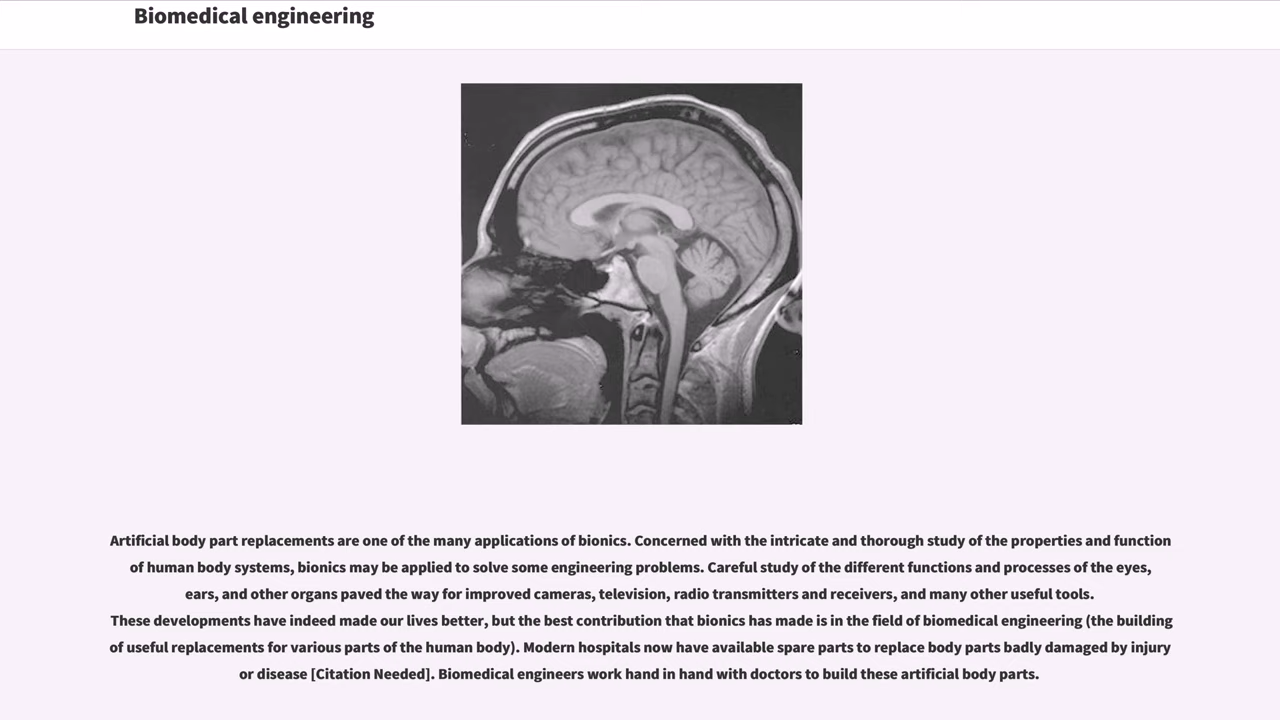 Biomedical engineering
Artificial body part replacements are one of the many applications of bionics. Concerned with the intricate and thorough study of the properties and function
of human body systems, bionics may be applied to solve some engineering problems. Careful study of the different functions and processes of the eyes,
ears, and other organs paved the way for improved cameras, television, radio transmitters and receivers, and many other useful tools.
These developments have indeed made our lives better, but the best contribution that bionics has made is in the field of biomedical engineering (the building
of useful replacements for various parts of the human body). Modern hospitals now have available spare parts to replace body parts badly damaged by injury
or disease [Citation Needed]. Biomedical engineers work hand in hand with doctors to build these artificial body parts.